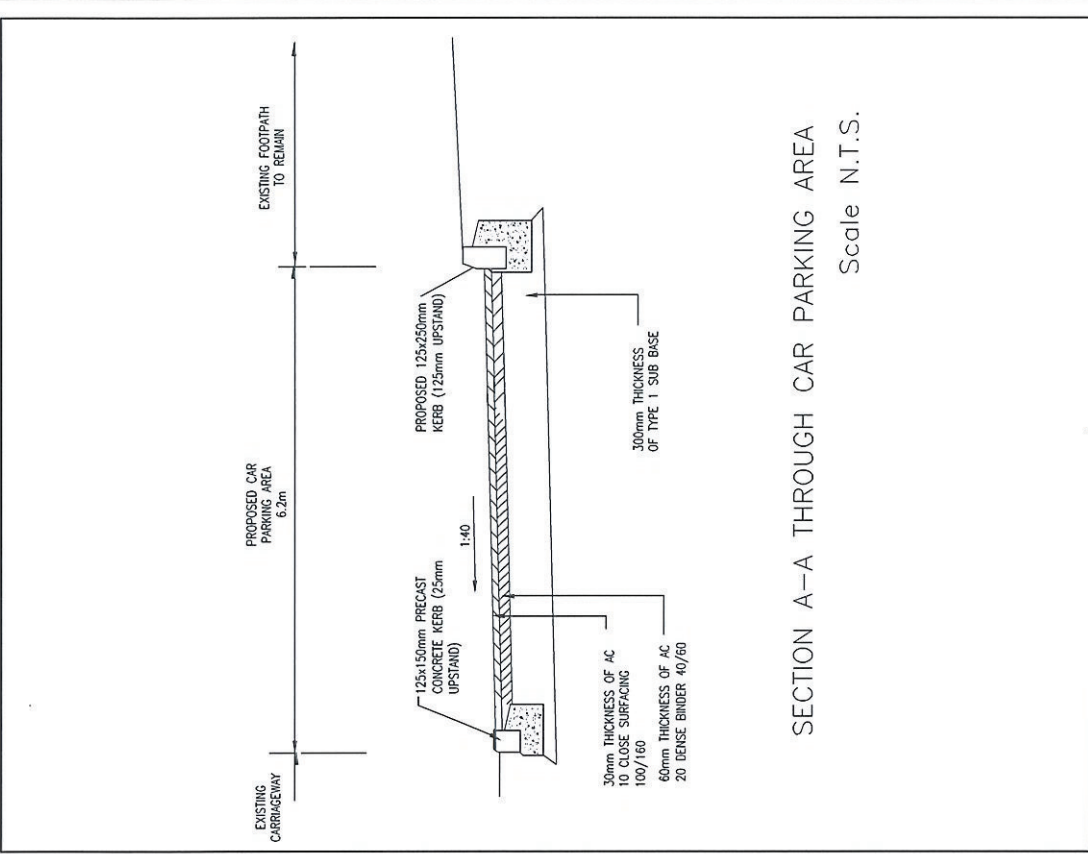 EXISTING
CARRIAGEWAY
PROPOSED CAR
PARKING AREA
6.2m
EXISTING FOOTPATH
TO REMAIN
125x150mm PRECAST
CONCRETE KERB (25mm
UPSTAND)
1:40
PROPOSED 125x250mm
KERB (125mm UPSTAND)
30mm THICKNESS OF AC
10 CLOSE SURFACING
100/160
60mm THICKNESS OF AC
20 DENSE BINDER 40/60
300mm THICKNESS
OF TYPE 1 SUB BASE
SECTION A-A THROUGH CAR PARKING AREA
Scale N.T.S.